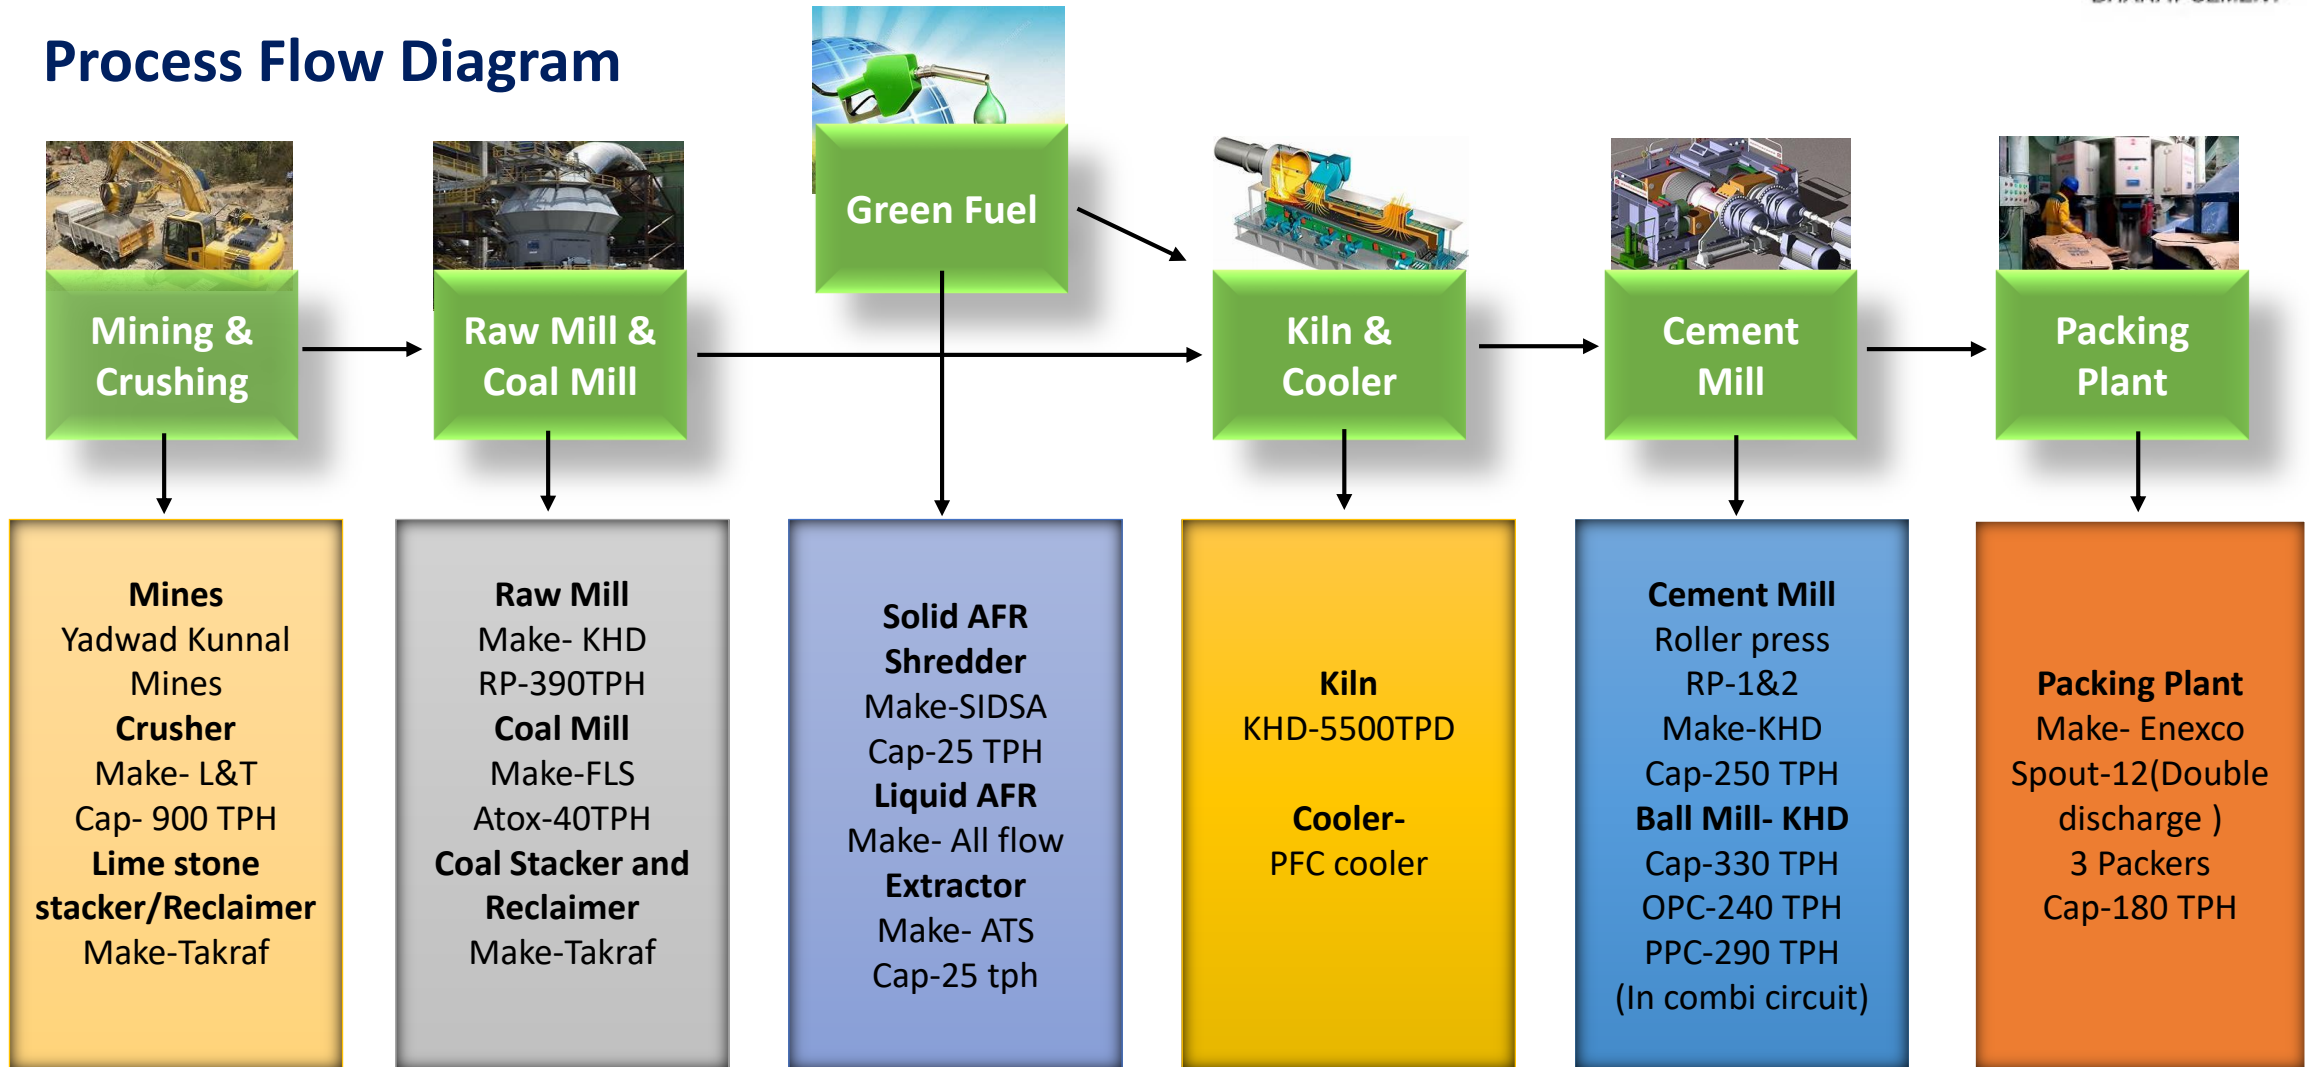 Process Flow Diagram
Green Fuel
Mining &
Crushing
Raw Mill &
Coal Mill
Kiln &
Cooler
Cement
Mill
Packing
Plant
Mines
Yadwad Kunnal
Mines
Crusher
Make- L&T
Cap- 900 TPH
Lime stone
stacker/Reclaimer
Make-Takraf
Raw Mill
Make- KHD
RP-390TPH
Coal Mill
Make-FLS
Atox-40TPH
Coal Stacker and
Reclaimer
Make-Takraf
Solid AFR
Shredder
Make-SIDSA
Cap-25 TPH
Liquid AFR
Make- All flow
Extractor
Make- ATS
Cap-25 tph
Kiln
KHD-5500TPD
Cooler-
PFC cooler
Cement Mill
Roller press
RP-1&2
Make-KHD
Cap-250 TPH
Ball Mill- KHD
Cap-330 TPH
OPC-240 TPH
PPC-290 TPH
(In combi circuit)
Packing Plant
Make- Enexco
Spout-12(Double
discharge )
3 Packers
Cap-180 TPH